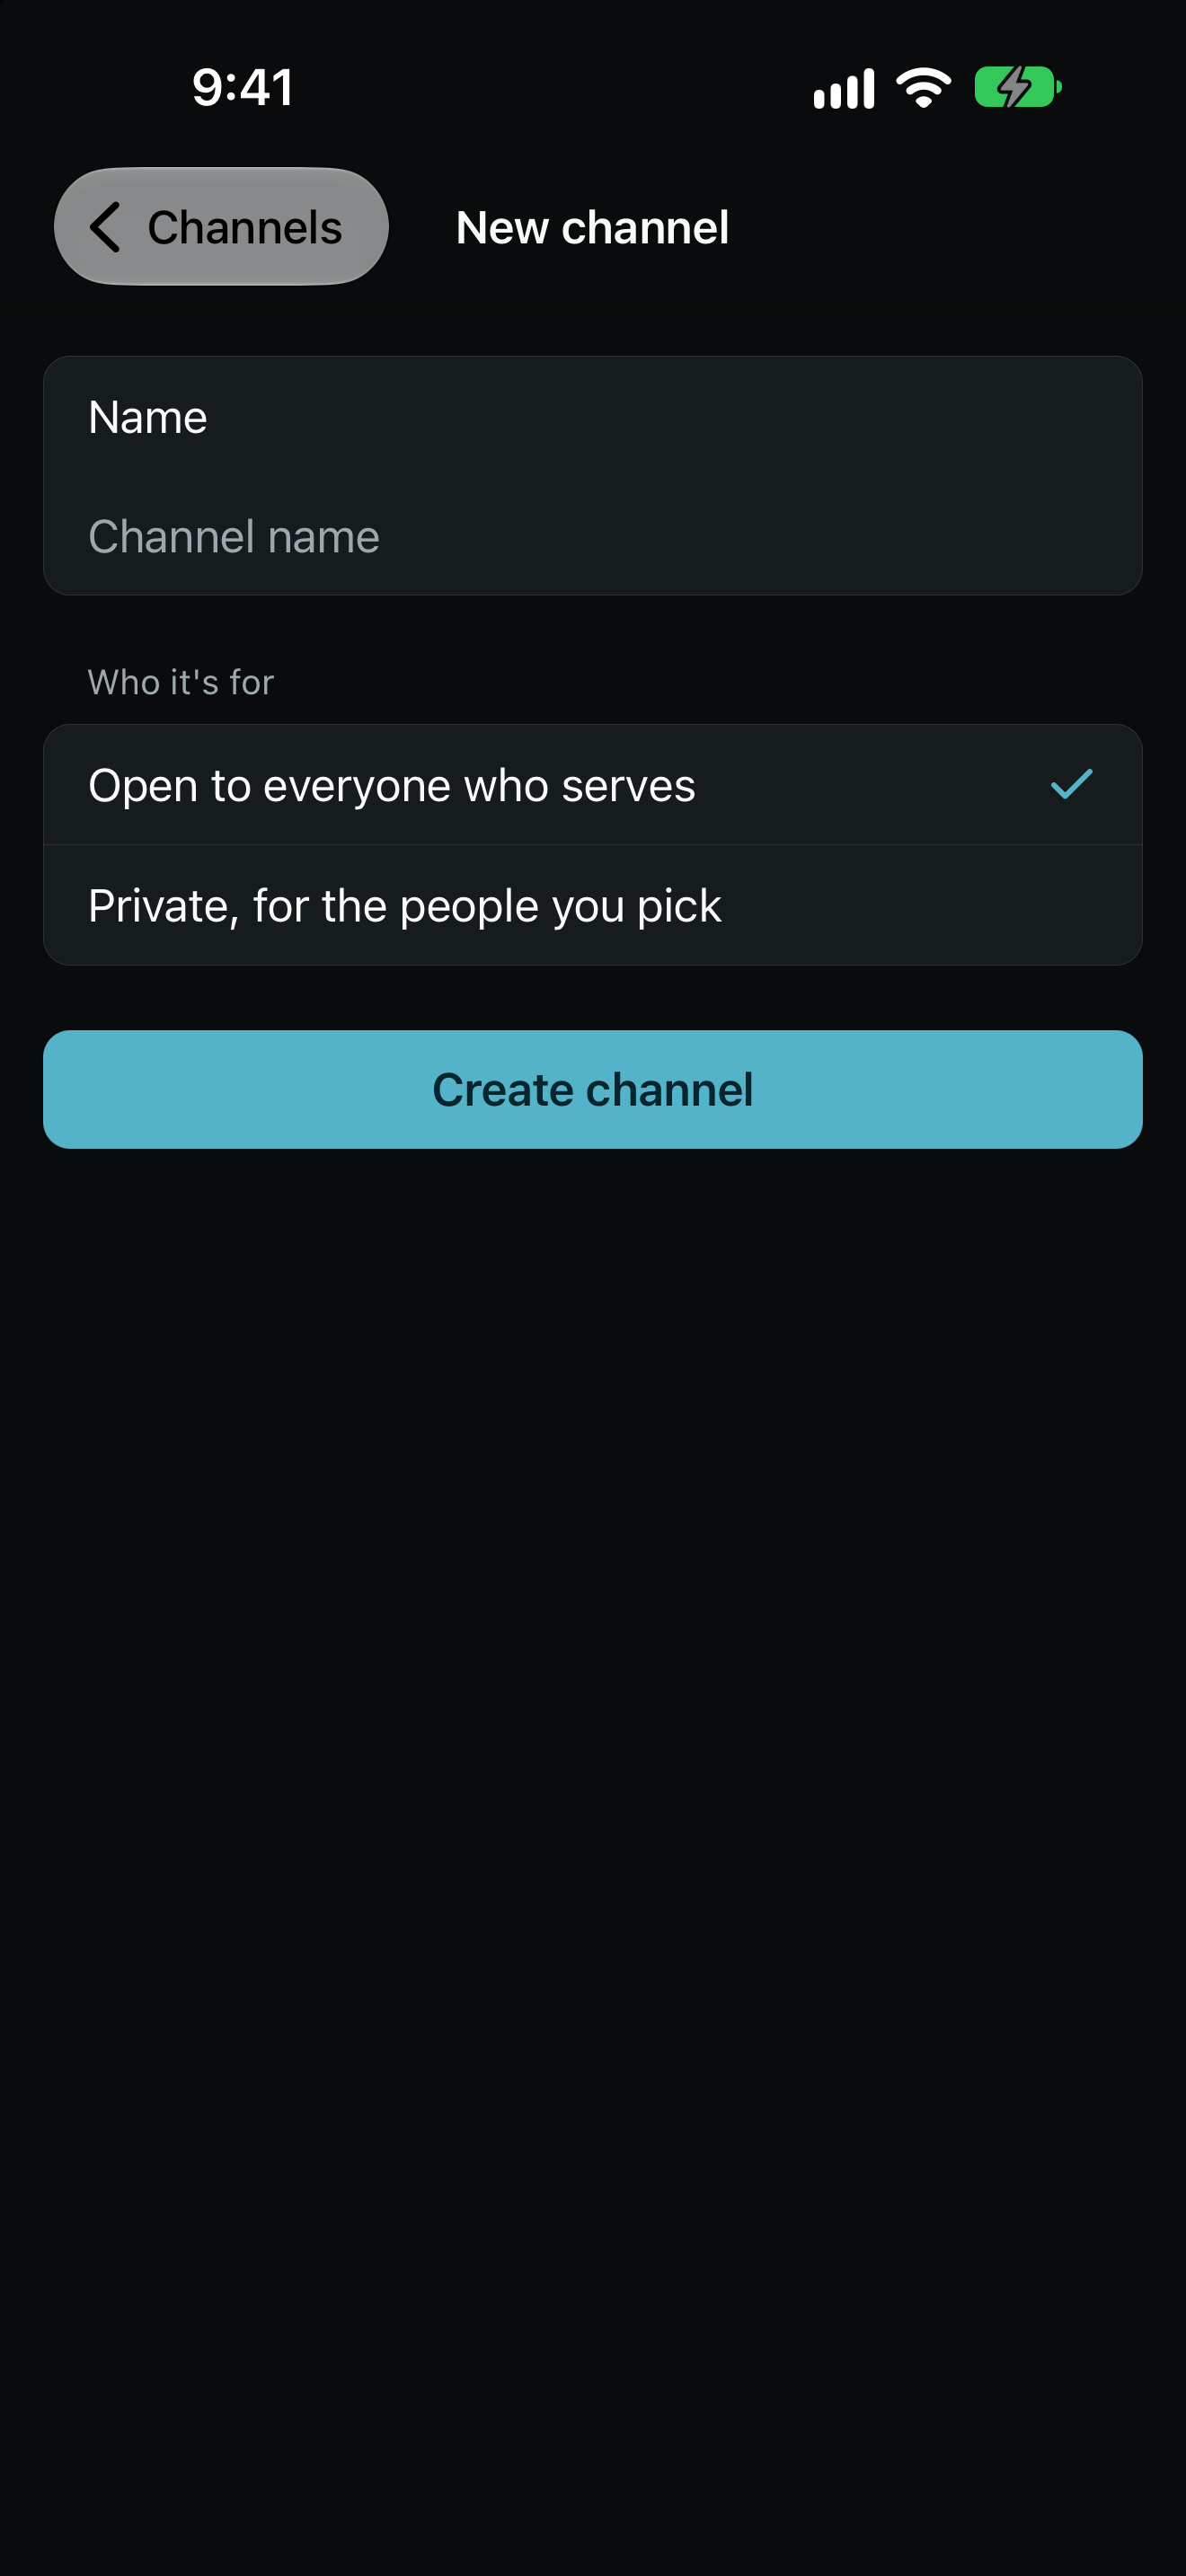 9:41
Channels
New channel
Name
Channel name
Who it's for
Open to everyone who serves
Private, for the people you pick
Create channel